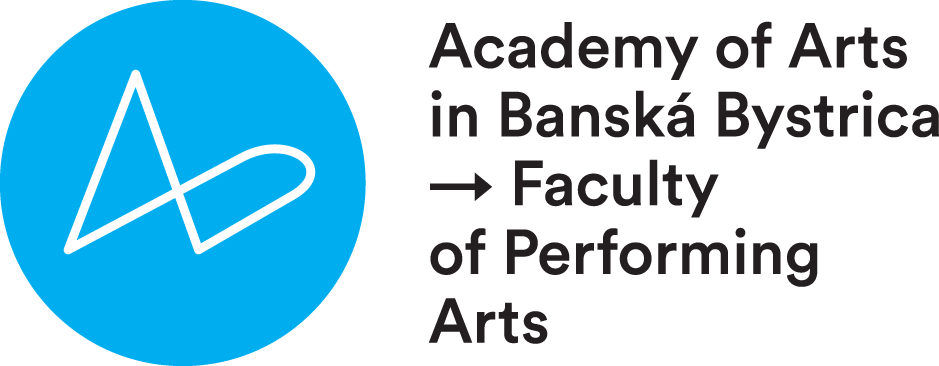 Academy of Arts
in Banská Bystrica
→ Faculty
of Performing
Arts